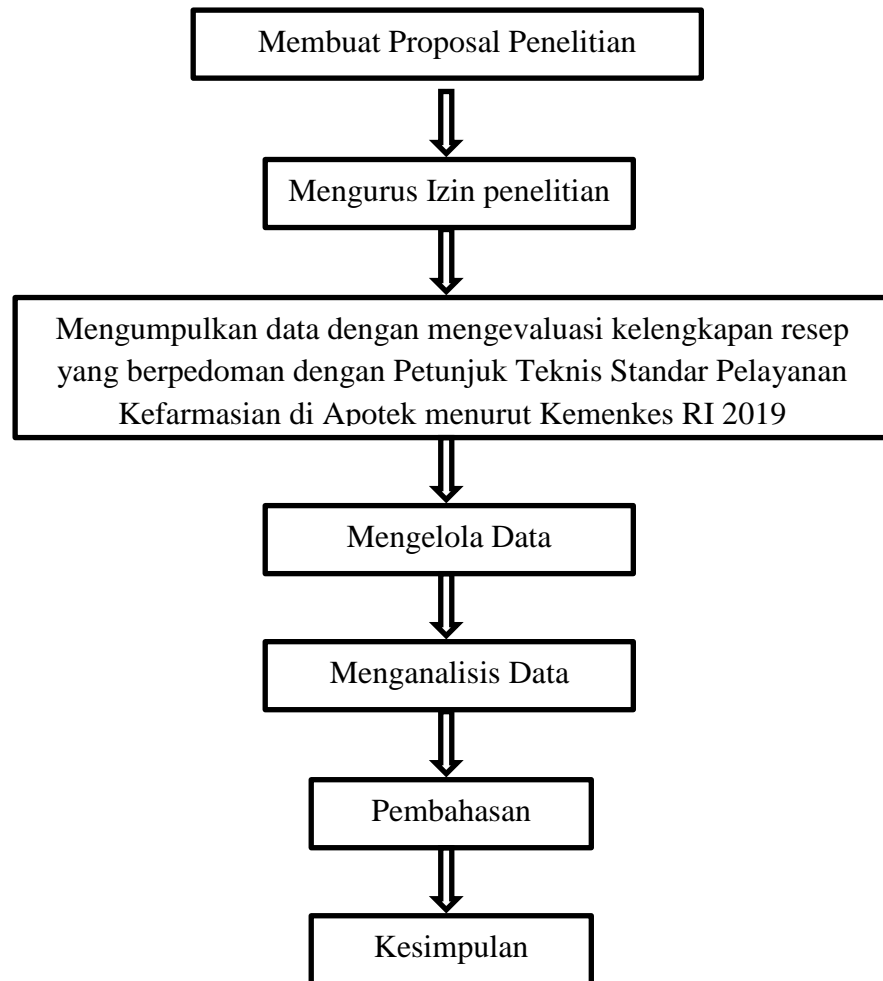 Membuat Proposal Penelitian
Mengurus Izin penelitian
Mengumpulkan data dengan mengevaluasi kelengkapan resep
yang berpedoman dengan Petunjuk Teknis Standar Pelayanan
Kefarmasian di Apotek menurut Kemenkes RI 2019
Mengelola Data
Menganalisis Data
Pembahasan
Kesimpulan